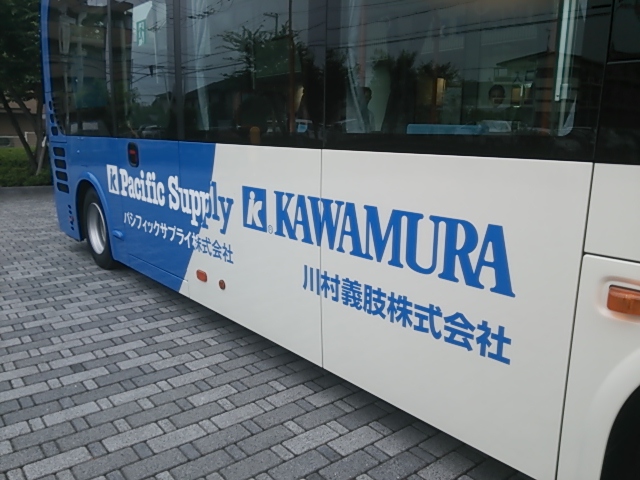 K Pacific Supply
パシフィックサプライ株式会社
K® KAWAMURA
川村義肢株式会社